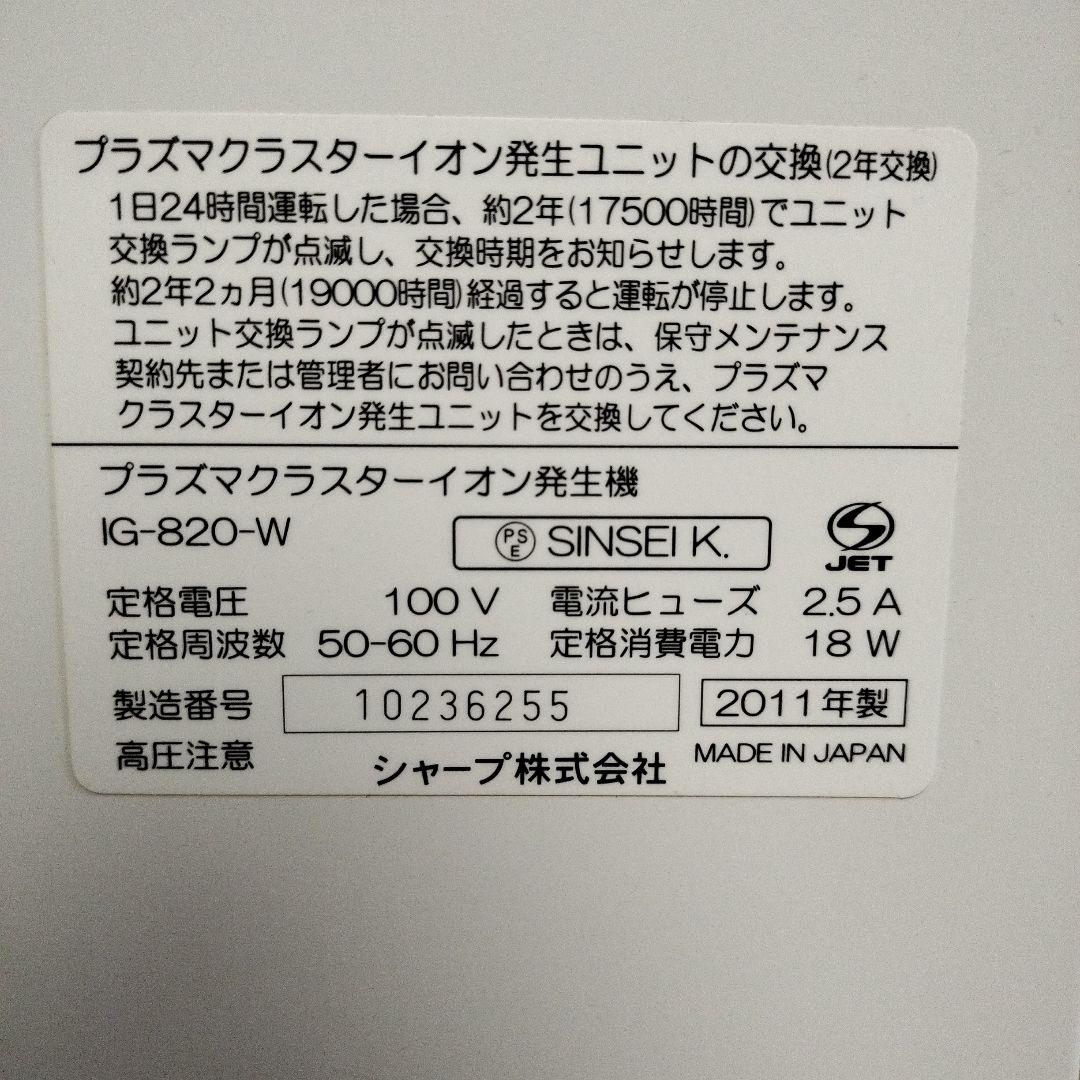 プラズマクラスターイオン発生ユニットの交換(2年交換)
1日24時間運転した場合、約2年(17500時間)でユニット
交換ランプが点滅し、交換時期をお知らせします。
約2年2ヵ月(19000時間)経過すると運転が停止します。
ユニット交換ランプが点滅したときは、保守メンテナンス
契約先または管理者にお問い合わせのうえ、プラズマ
クラスターイオン発生ユニットを交換してください。
プラズマクラスターイオン発生機
IG-820-W
PSE SINSEI K.
JET
定格電圧 100 V 電流ヒューズ 2.5 A
定格周波数 50-60 Hz 定格消費電力 18 W
製造番号 10236255 2011年製
高圧注意 シャープ株式会社 MADE IN JAPAN